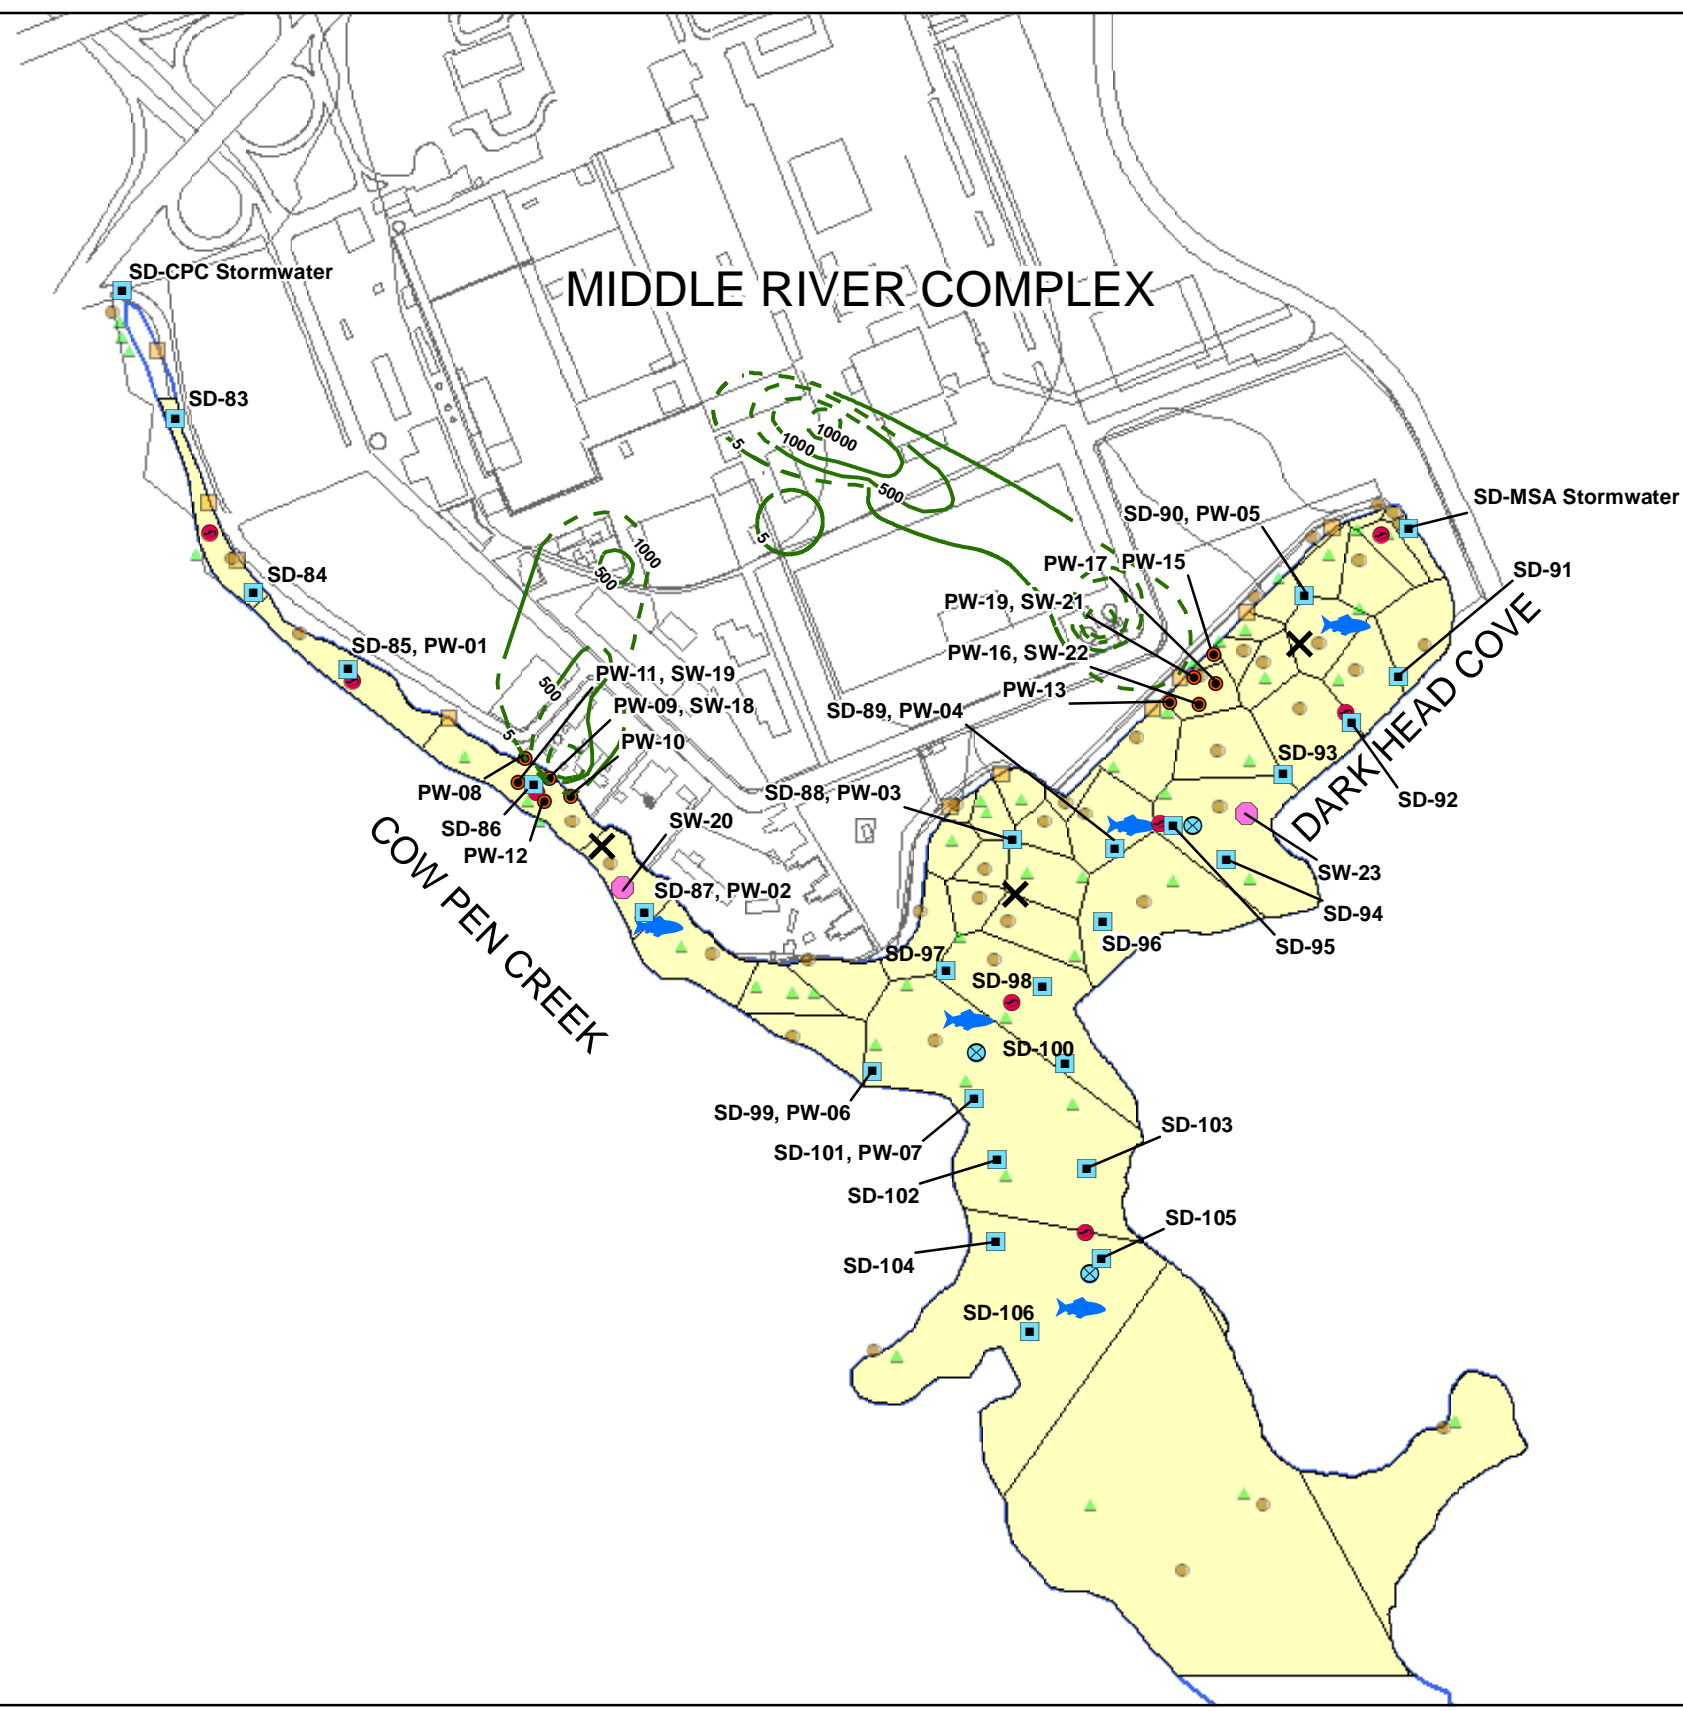 SD-CPC Stormwater
MIDDLE RIVER COMPLEX
SD-83
10000
1000
5
500
SD-MSA Stormwater
5
SD-90, PW-05
1000
500
PW-17
PW-15
SD-91
SD-84
PW-19, SW-21
SD-85, PW-01
PW-16, SW-22
PW-11, SW-19
500
PW-13
PW-09, SW-18
SD-89, PW-04
5
PW-10
SD-93
DARK HEAD COVE
PW-08
SD-88, PW-03
SD-92
SD-86
SW-20
PW-12
COW PEN CREEK
SW-23
SD-87, PW-02
SD-94
SD-96
SD-95
SD-97
SD-98
SD-100
SD-99, PW-06
SD-103
SD-101, PW-07
SD-102
SD-105
SD-104
SD-106